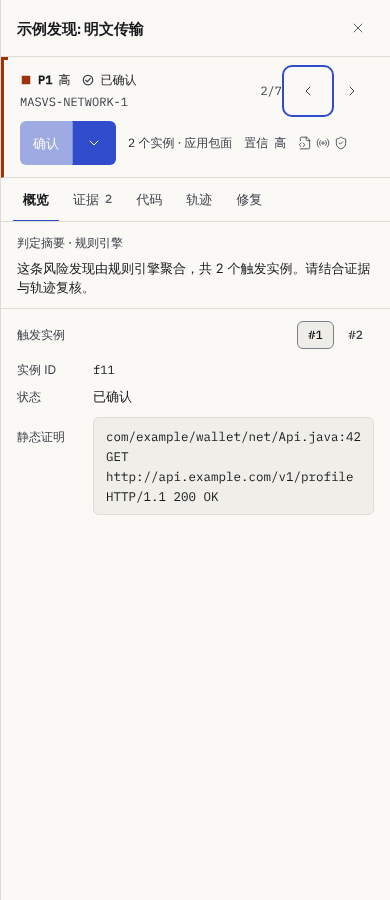 示例发现: 明文传输
P1 高 已确认
MASVS-NETWORK-1
2/7
确认
2 个实例 · 应用包面 置信 高
概览 证据 2 代码 轨迹 修复
判定摘要 · 规则引擎
这条风险发现由规则引擎聚合，共 2 个触发实例。请结合证据
与轨迹复核。
触发实例 #1 #2
实例 ID f11
状态 已确认
静态证明 com/example/wallet/net/Api.java:42
GET
http://api.example.com/v1/profile
HTTP/1.1 200 OK